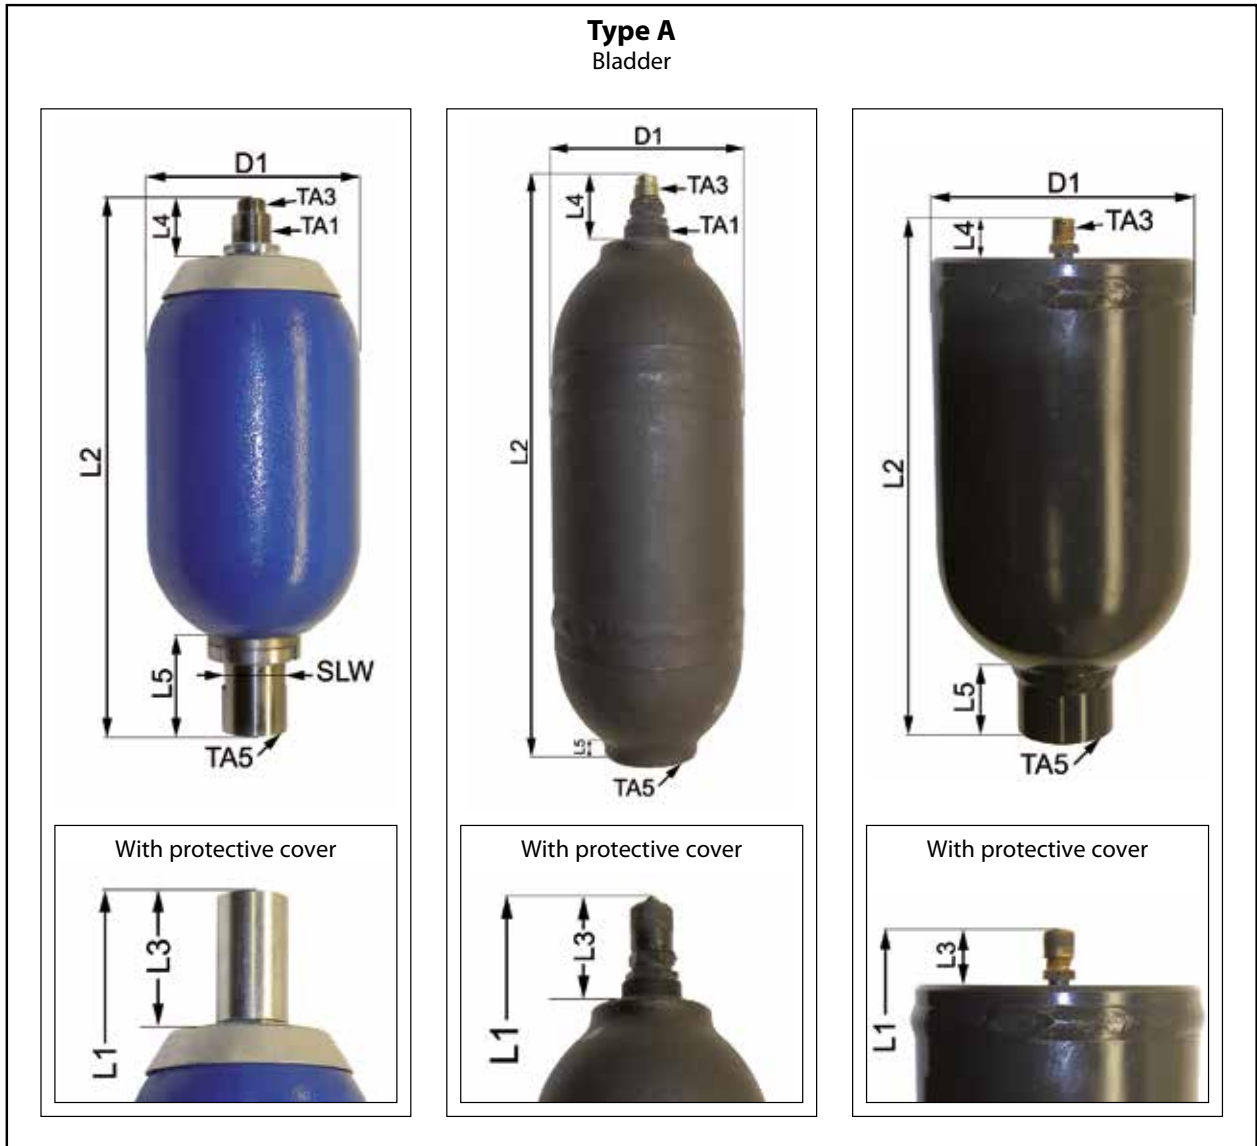 Type A
Bladder
D1
TA3
TA1
L4
L2
L5
SLW
TA5
With protective cover
L3
L1
D1
TA3
TA1
L4
L2
L5
TA5
With protective cover
L3
L1
D1
TA3
L4
L2
L5
TA5
With protective cover
L3
L1